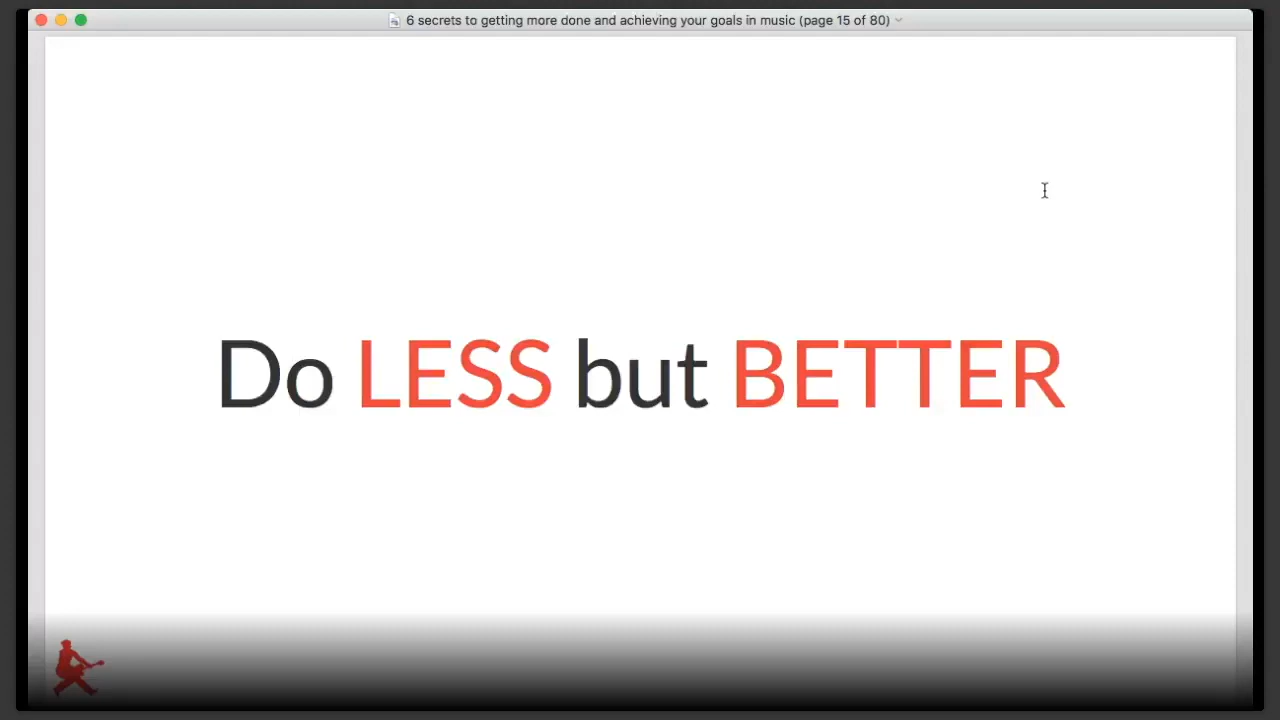 6 secrets to getting more done and achieving your goals in music (page 15 of 80)
Do LESS but BETTER